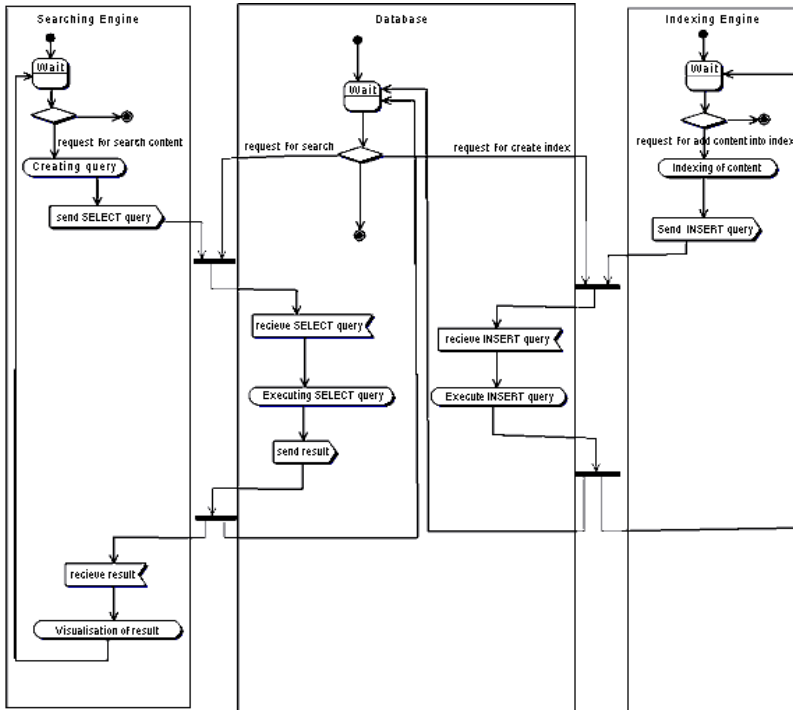 Searching Engine
Database
Indexing Engine
Wait
Wait
Wait
request for search content
request for search
request for create index
request for add content into index
Creating query
Indexing of content
send SELECT query
Send INSERT query
recieve SELECT query
recieve INSERT query
Executing SELECT query
Execute INSERT query
send result
recieve result
Visualisation of result